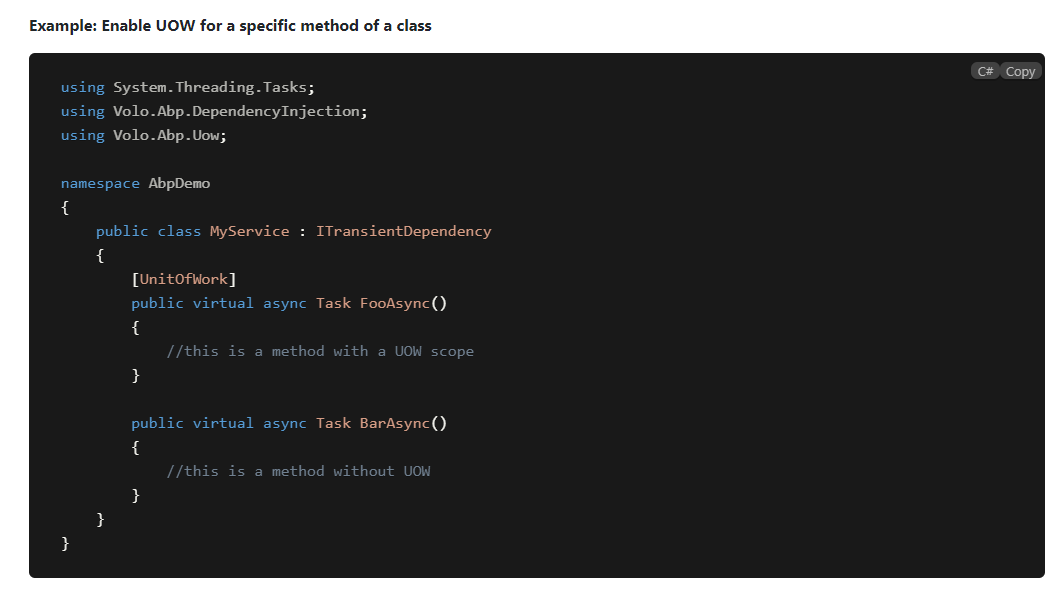 Example: Enable UOW for a specific method of a class
C# Copy
using System.Threading.Tasks;
using Volo.Abp.DependencyInjection;
using Volo.Abp.Uow;

namespace AbpDemo
{
    public class MyService : ITransientDependency
    {
        [UnitOfWork]
        public virtual async Task FooAsync()
        {
            //this is a method with a UOW scope
        }

        public virtual async Task BarAsync()
        {
            //this is a method without UOW
        }
    }
}